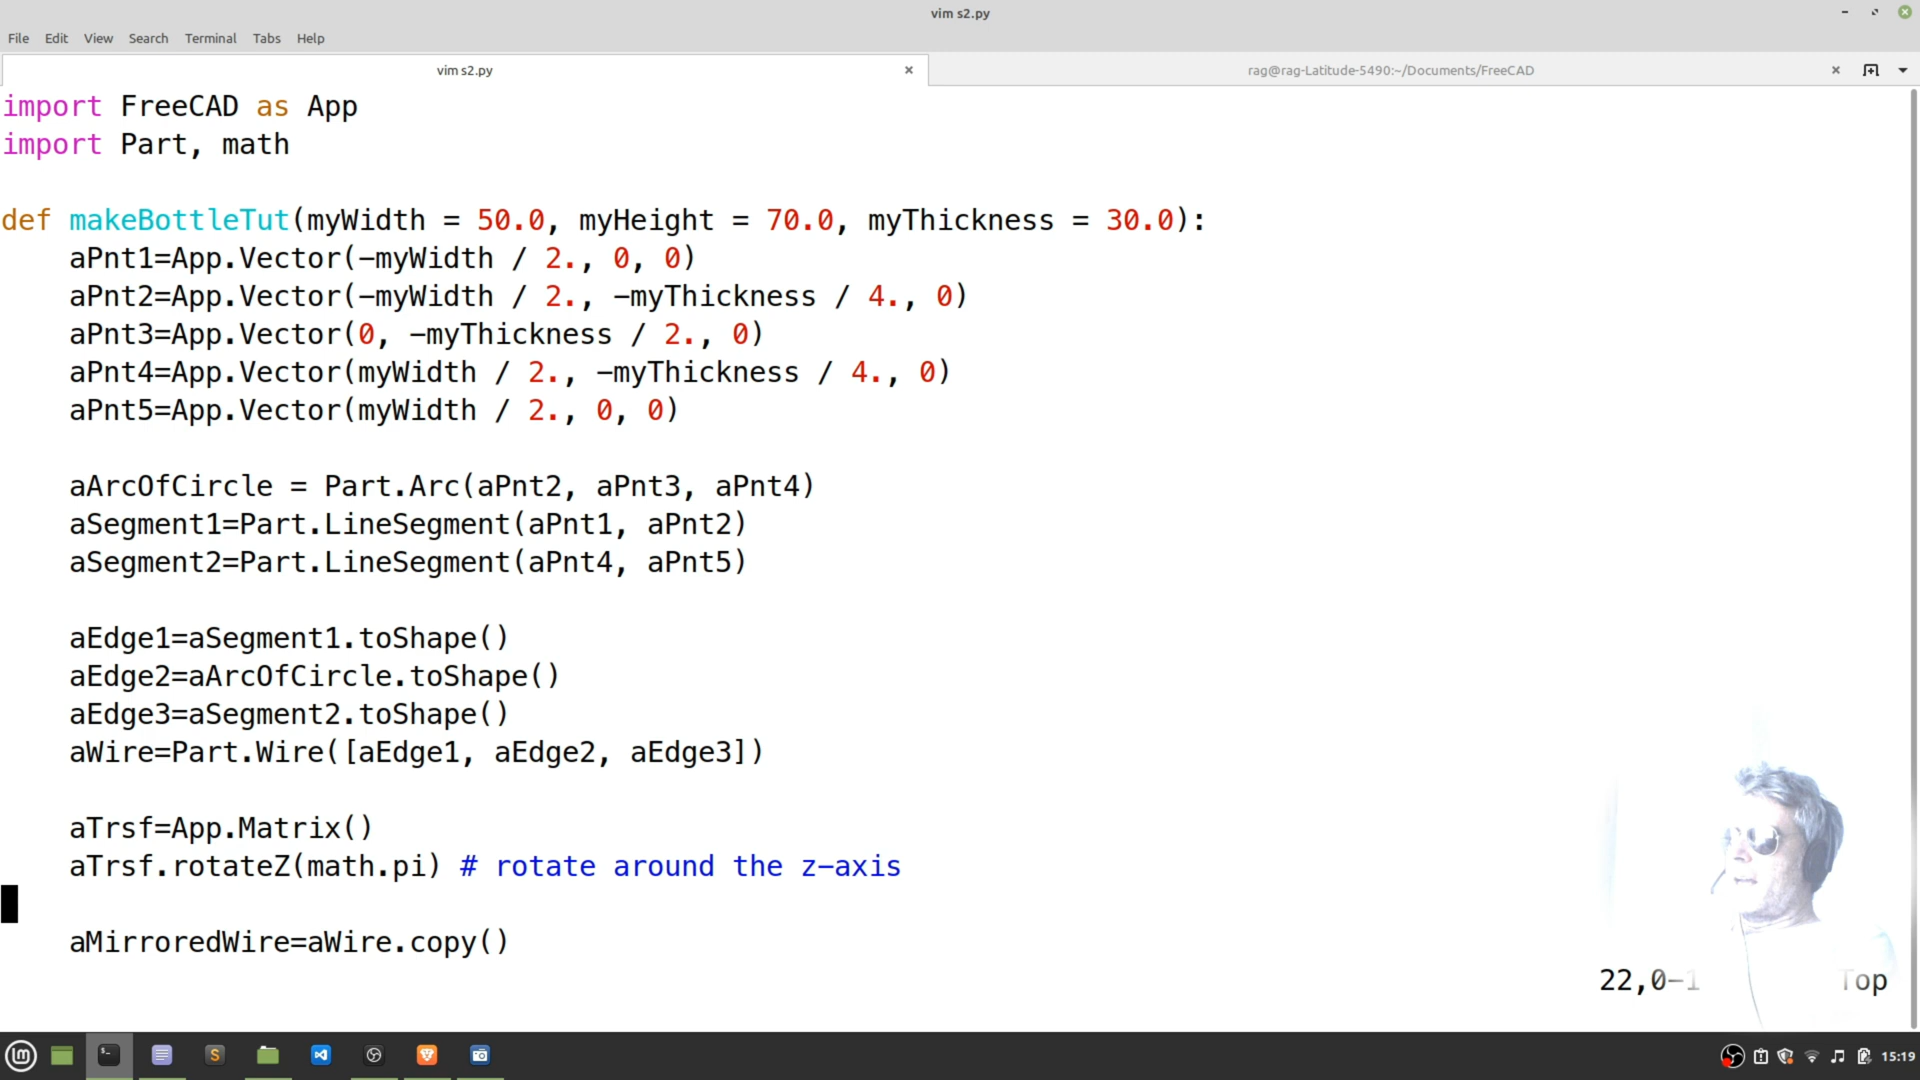 vim s2.py
File Edit View Search Terminal Tabs Help
vim s2.py rag@rag-Latitude-5490:~/Documents/FreeCAD
import FreeCAD as App
import Part, math
def makeBottleTut(myWidth = 50.0, myHeight = 70.0, myThickness = 30.0):
    aPnt1=App.Vector(-myWidth / 2., 0, 0)
    aPnt2=App.Vector(-myWidth / 2., -myThickness / 4., 0)
    aPnt3=App.Vector(0, -myThickness / 2., 0)
    aPnt4=App.Vector(myWidth / 2., -myThickness / 4., 0)
    aPnt5=App.Vector(myWidth / 2., 0, 0)
    aArcOfCircle = Part.Arc(aPnt2, aPnt3, aPnt4)
    aSegment1=Part.LineSegment(aPnt1, aPnt2)
    aSegment2=Part.LineSegment(aPnt4, aPnt5)
    aEdge1=aSegment1.toShape()
    aEdge2=aArcOfCircle.toShape()
    aEdge3=aSegment2.toShape()
    aWire=Part.Wire([aEdge1, aEdge2, aEdge3])
    aTrsf=App.Matrix()
    aTrsf.rotateZ(math.pi) # rotate around the z-axis
    aMirroredWire=aWire.copy()
22,0-1 Top
15:19